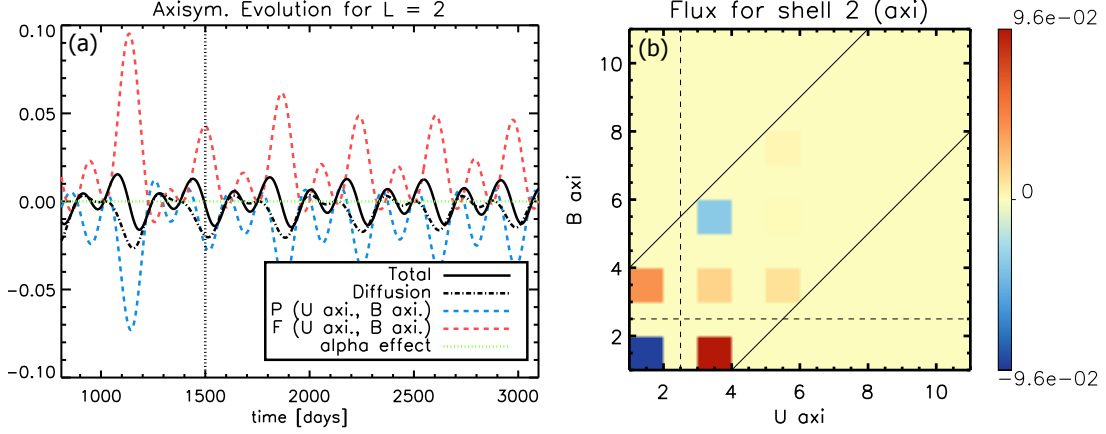 Axisym. Evolution for L = 2
(a)
0.10
0.05
0.00
-0.05
-0.10
1000
1500
2000
2500
3000
time [days]
Total
Diffusion
P (U axi., B axi.)
F (U axi., B axi.)
alpha effect
Flux for shell 2 (axi)
(b)
10
8
6
4
2
B axi
2
4
6
8
10
U axi
9.6e-02
0
-9.6e-02